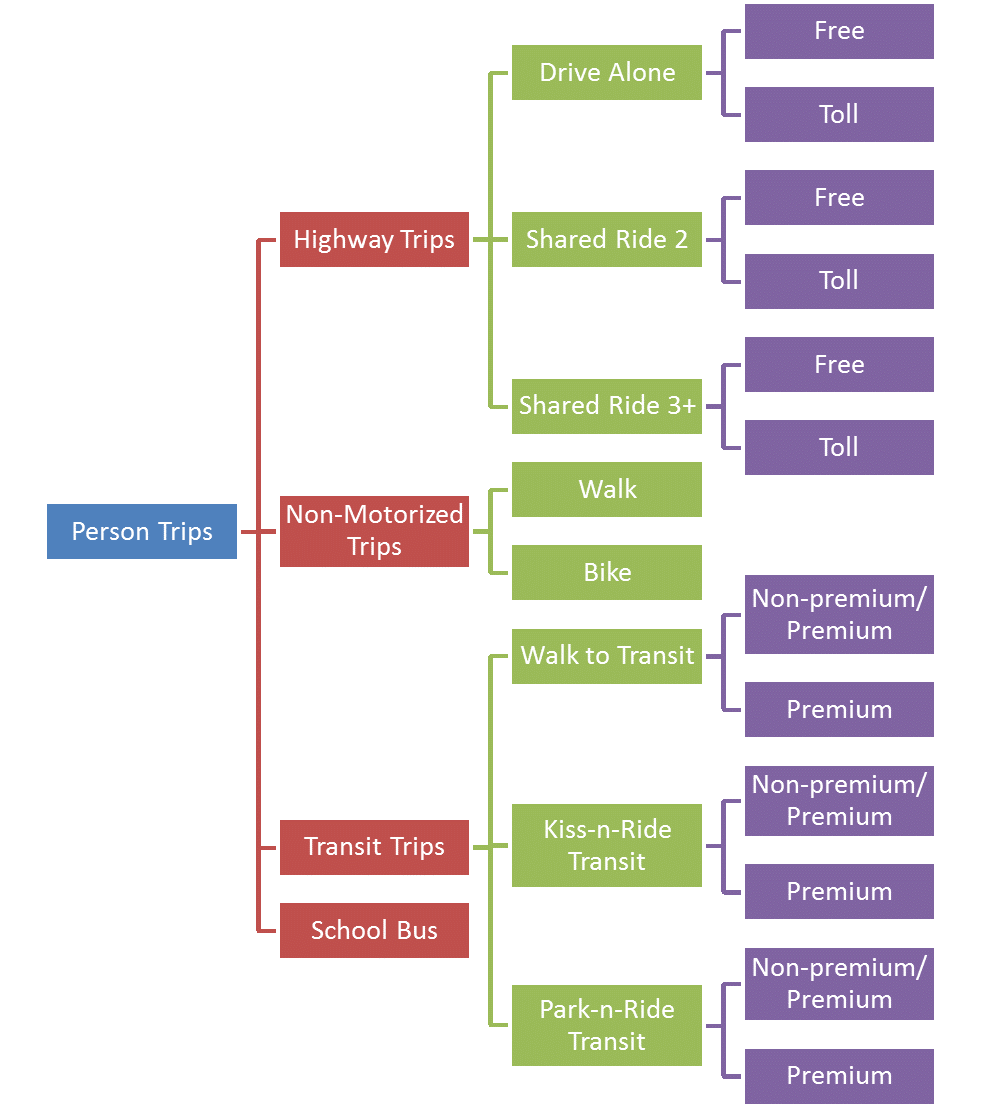 Person Trips
Highway Trips
Drive Alone
Free
Toll
Shared Ride 2
Free
Toll
Shared Ride 3+
Free
Toll
Non-Motorized
Trips
Walk
Bike
Transit Trips
Walk to Transit
Non-premium/
Premium
Premium
Kiss-n-Ride
Transit
Non-premium/
Premium
Premium
Park-n-Ride
Transit
Non-premium/
Premium
Premium
School Bus